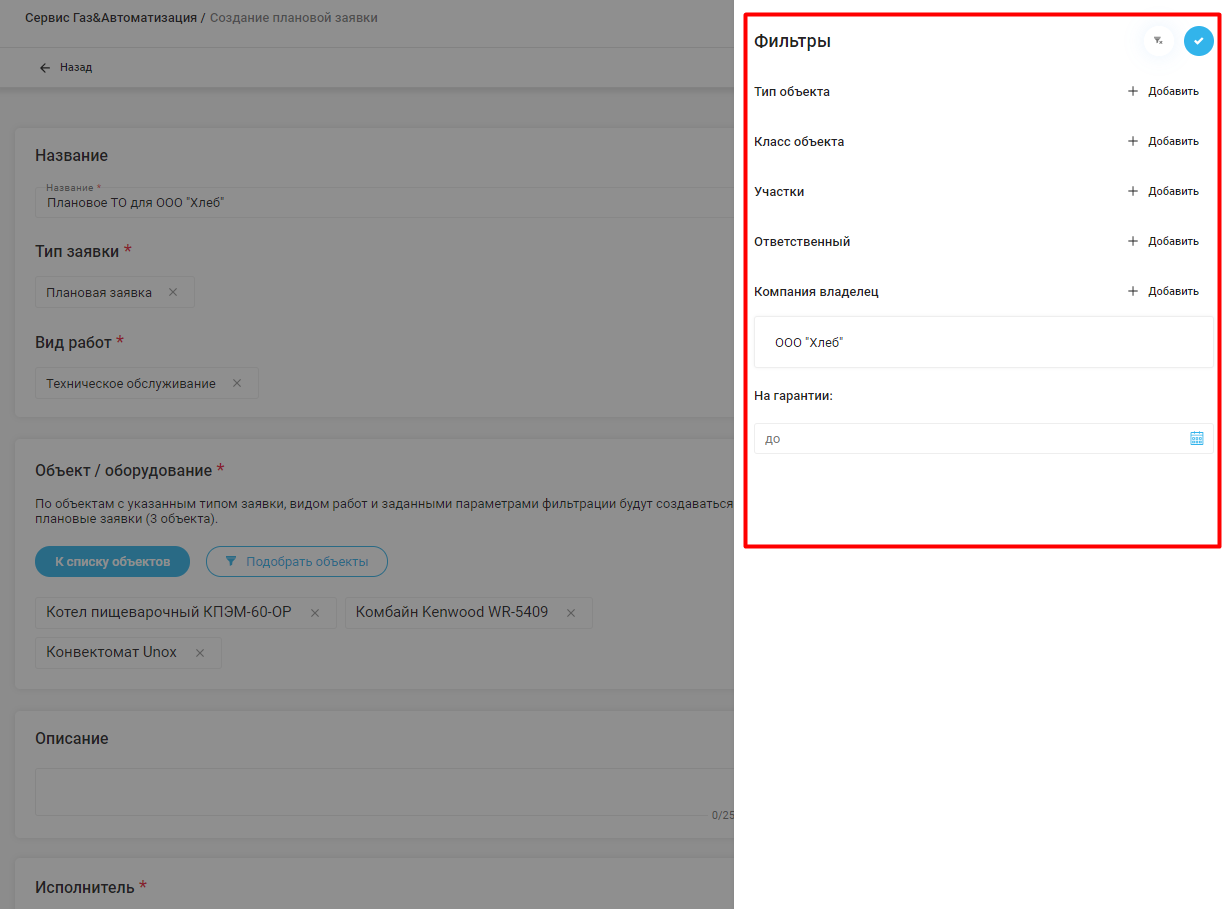 Сервис Газ&Автоматизация / Создание плановой заявки
Назад
Название
Название *
Плановое ТО для ООО "Хлеб"
Тип заявки *
Плановая заявка
Вид работ *
Техническое обслуживание
Объект / оборудование *
По объектам с указанным типом заявки, видом работ и заданными параметрами фильтрации будут создаваться
плановые заявки (3 объекта).
К списку объектов
Подобрать объекты
Котел пищеварочный КПЭМ-60-ОР
Комбайн Kenwood WR-5409
Конвектомат Unox
Описание
0/25
Исполнитель *
Фильтры
Тип объекта
Добавить
Класс объекта
Добавить
Участки
Добавить
Ответственный
Добавить
Компания владелец
Добавить
ООО "Хлеб"
На гарантии:
до